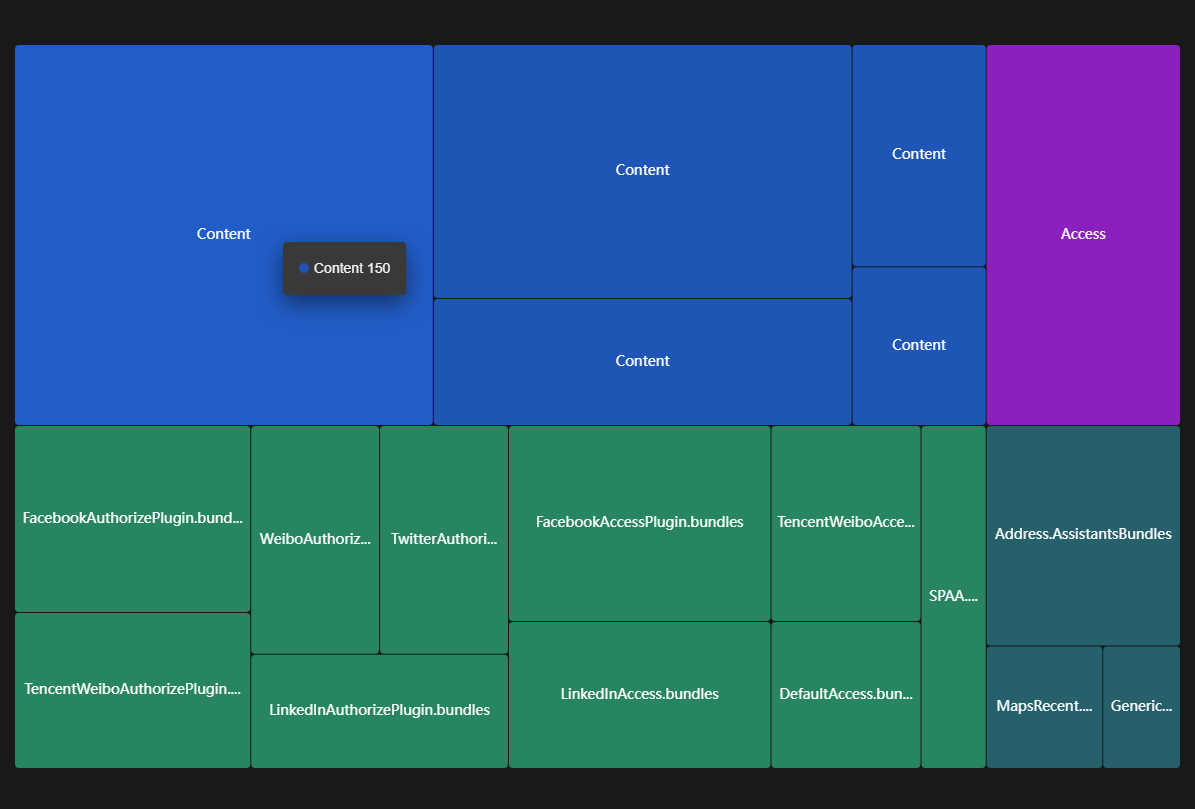 Content
Content
Content
Access
Content
Content 150
Content
Content
FacebookAuthorizePlugin.bund...
WeiboAuthoriz...
TwitterAuthori...
FacebookAccessPlugin.bundles
TencentWeiboAcce...
SPAA....
Address.AssistantsBundles
TencentWeiboAuthorizePlugin....
LinkedInAuthorizePlugin.bundles
LinkedInAccess.bundles
DefaultAccess.bun...
MapsRecent....
Generic...